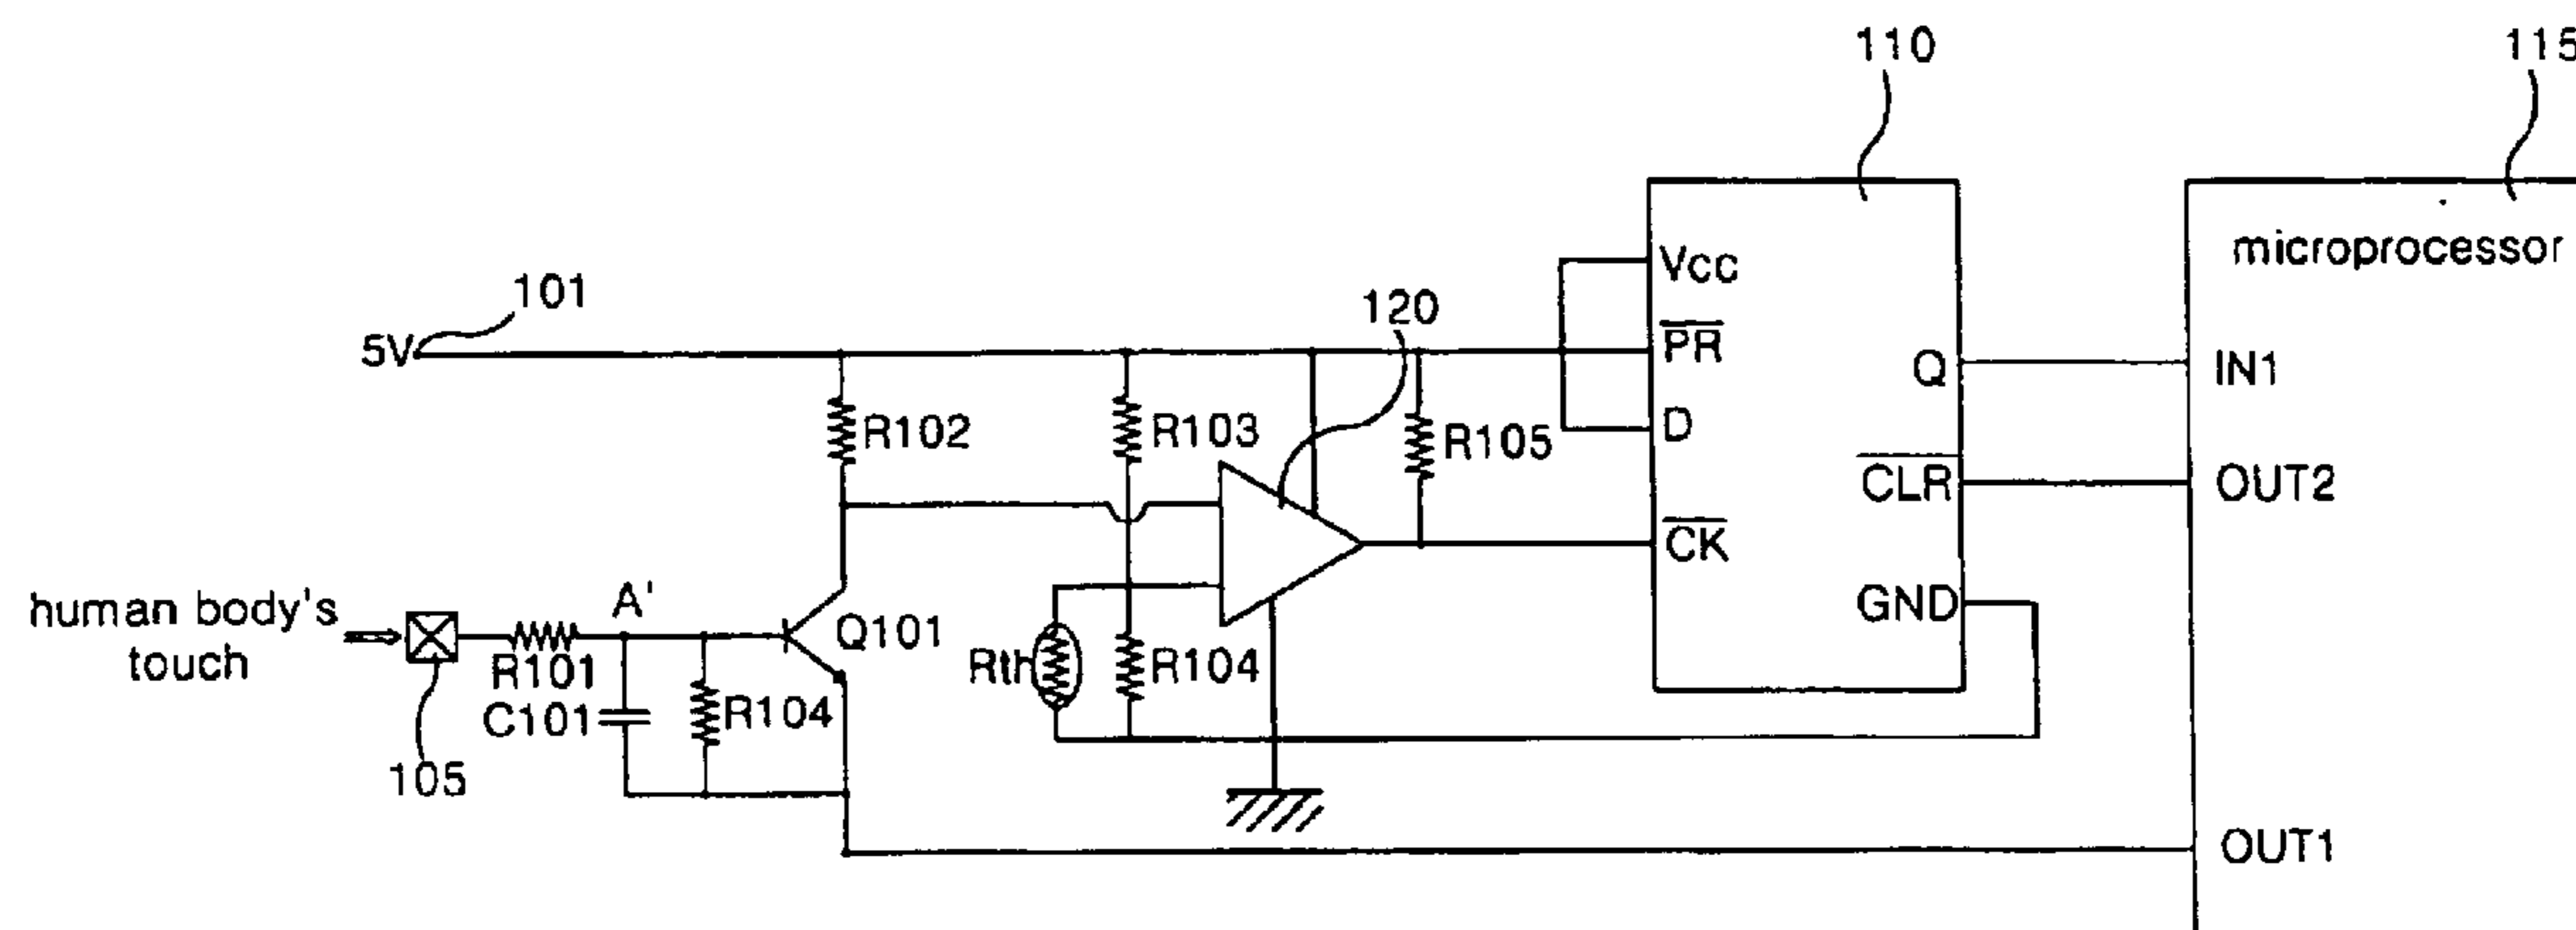 110
115
microprocessor
101
5V
120
Vcc
PR
D
CK
Q
CLR
GND
IN1
OUT2
OUT1
R102
R103
R105
human body's
touch
105
R101
A'
C101
R104
Q101
Rth
R104